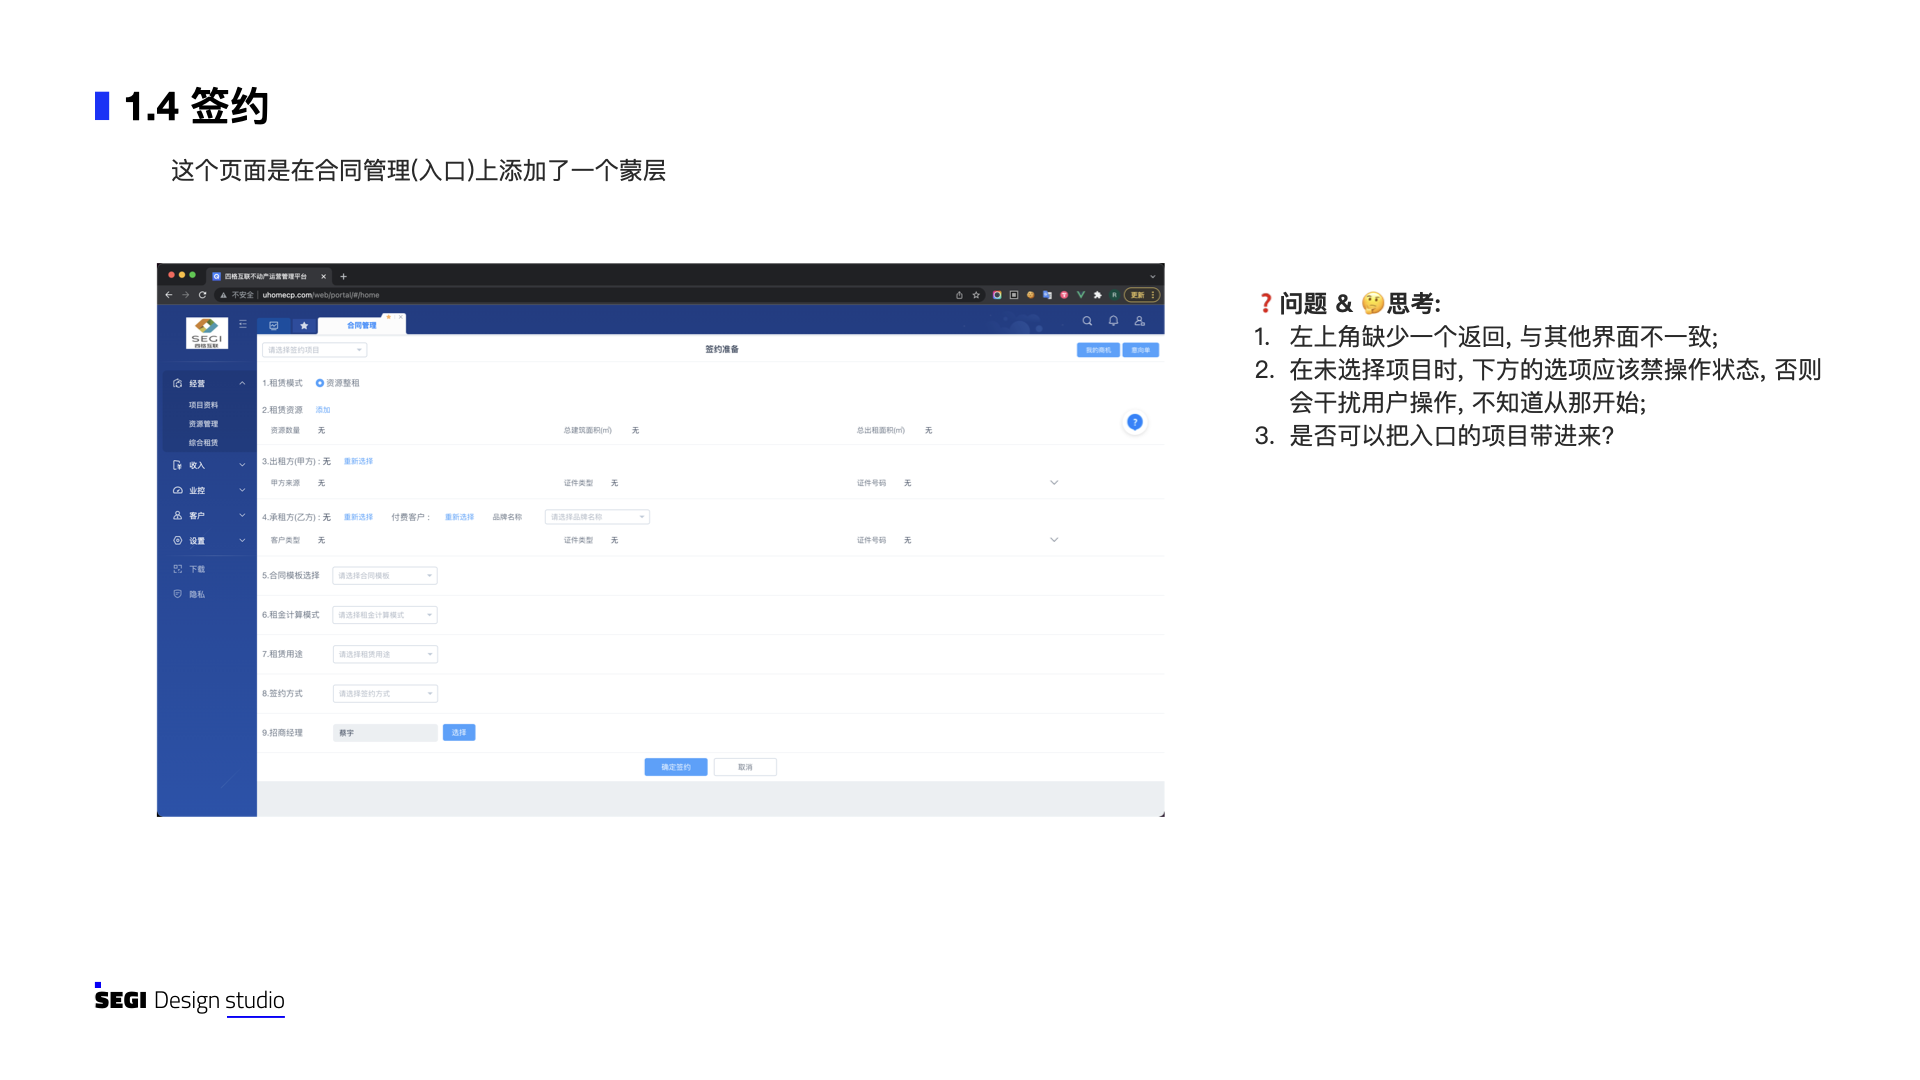 1.4 签约
这个页面是在合同管理(入口)上添加了一个蒙层
四格互联不动产运营管理平台
不安全 | uhomecp.com/web/portal/#/home
更新
SEGI
四格互联
合同管理
请选择签约项目
签约准备
我的商机
意向单
经营
项目资料
资源管理
综合租赁
收入
业控
客户
设置
下载
隐私
1.租赁模式 资源整租
2.租赁资源 添加
资源数量 无 总建筑面积(㎡) 无 总出租面积(㎡) 无
3.出租方(甲方) : 无 重新选择
甲方来源 无 证件类型 无 证件号码 无
4.承租方(乙方) : 无 重新选择 付费客户 : 重新选择 品牌名称 请选择品牌名称
客户类型 无 证件类型 无 证件号码 无
5.合同模板选择 请选择合同模板
6.租金计算模式 请选择租金计算模式
7.租赁用途 请选择租赁用途
8.签约方式 请选择签约方式
9.招商经理 蔡宇 选择
确定签约 取消
❓问题 & 🤔思考:
1. 左上角缺少一个返回, 与其他界面不一致;
2. 在未选择项目时, 下方的选项应该禁操作状态, 否则
会干扰用户操作, 不知道从那开始;
3. 是否可以把入口的项目带进来?
SEGI Design studio